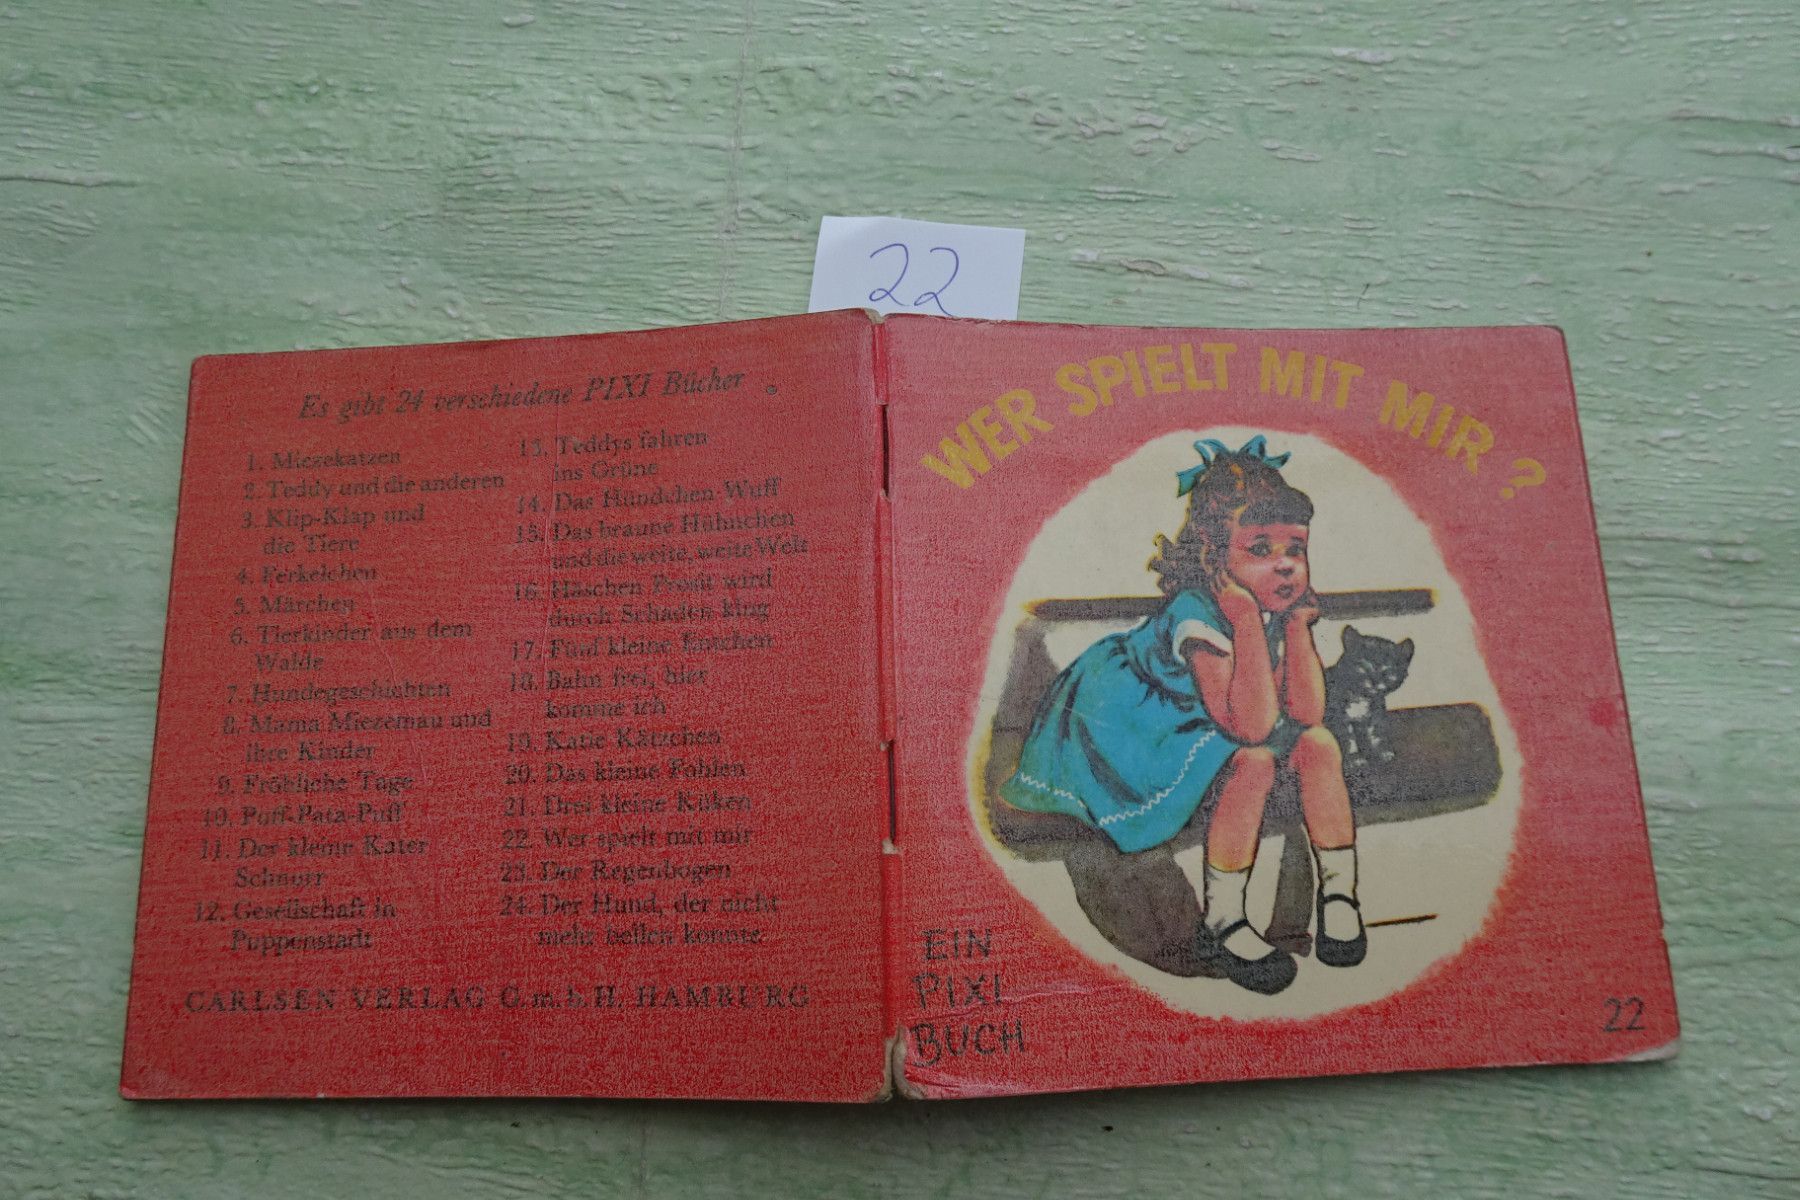 22
Es gibt 24 verschiedene PIXI Bücher
1. Miezekatzen
2. Teddy und die anderen
3. Klip-Klap und
die Tiere
4. Ferkelchen
5. Märchen
6. Tierkinder aus dem
Walde
7. Hundegeschichten
8. Mama Miezemau und
ihre Kinder
9. Fröhliche Tage
10. Puff-Pata-Puff
11. Der kleine Kater
Schnurr
12. Gesellschaft in
Puppenstadt
13. Teddys fahren
ins Grüne
14. Das Hündchen Wuff
15. Das braune Hühnchen
und die weite, weite Welt
16. Häschen Prosit wird
durch Schaden klug
17. Fünf kleine Entchen
18. Bahn frei, hier
komme ich
19. Katie Kätzchen
20. Das kleine Fohlen
21. Drei kleine Küken
22. Wer spielt mit mir
23. Der Regenbogen
24. Der Hund, der nicht
mehr bellen konnte
CARLSEN VERLAG G.m.b.H. HAMBURG
WER SPIELT MIT MIR ?
EIN
PIXI
BUCH
22